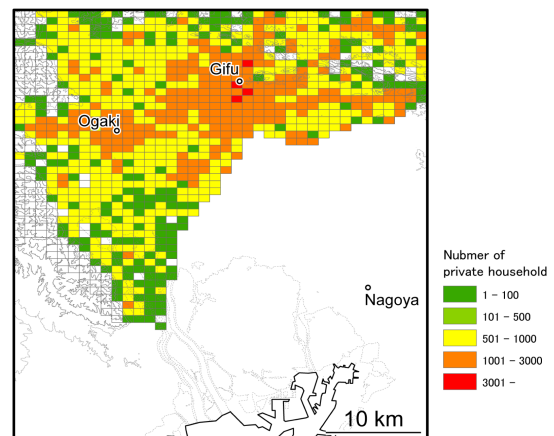 Gifu
Ogaki
Nagoya
10 km
Nubmer of
private household
1 - 100
101 - 500
501 - 1000
1001 - 3000
3001 -